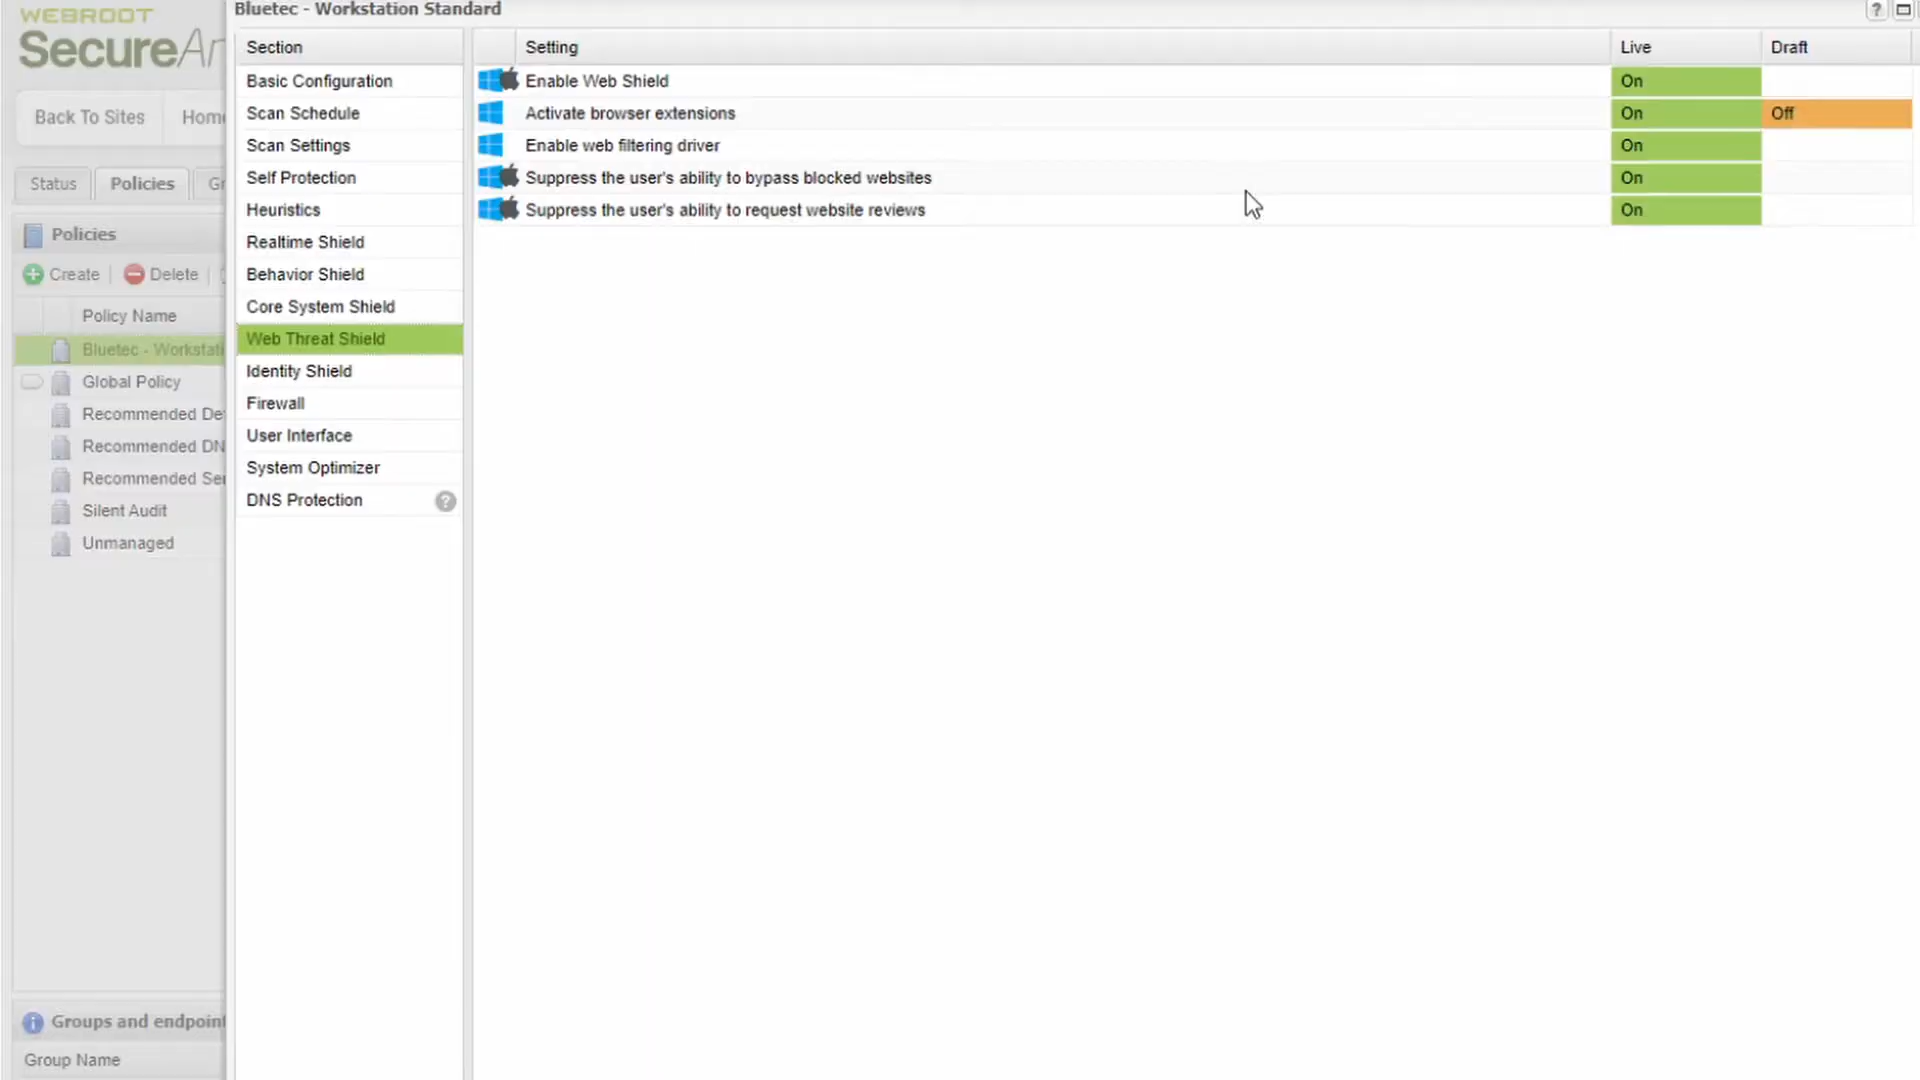 WEBROOT
SecureAn
Back To Sites
Home
Status
Policies
Gr
Policies
Create
Delete
Policy Name
Bluetec - Workstati
Global Policy
Recommended De
Recommended DN
Recommended Ser
Silent Audit
Unmanaged
Groups and endpoint
Group Name
Bluetec - Workstation Standard
?
Section
Basic Configuration
Scan Schedule
Scan Settings
Self Protection
Heuristics
Realtime Shield
Behavior Shield
Core System Shield
Web Threat Shield
Identity Shield
Firewall
User Interface
System Optimizer
DNS Protection ?
Setting Live Draft
Enable Web Shield On
Activate browser extensions On Off
Enable web filtering driver On
Suppress the user's ability to bypass blocked websites On
Suppress the user's ability to request website reviews On